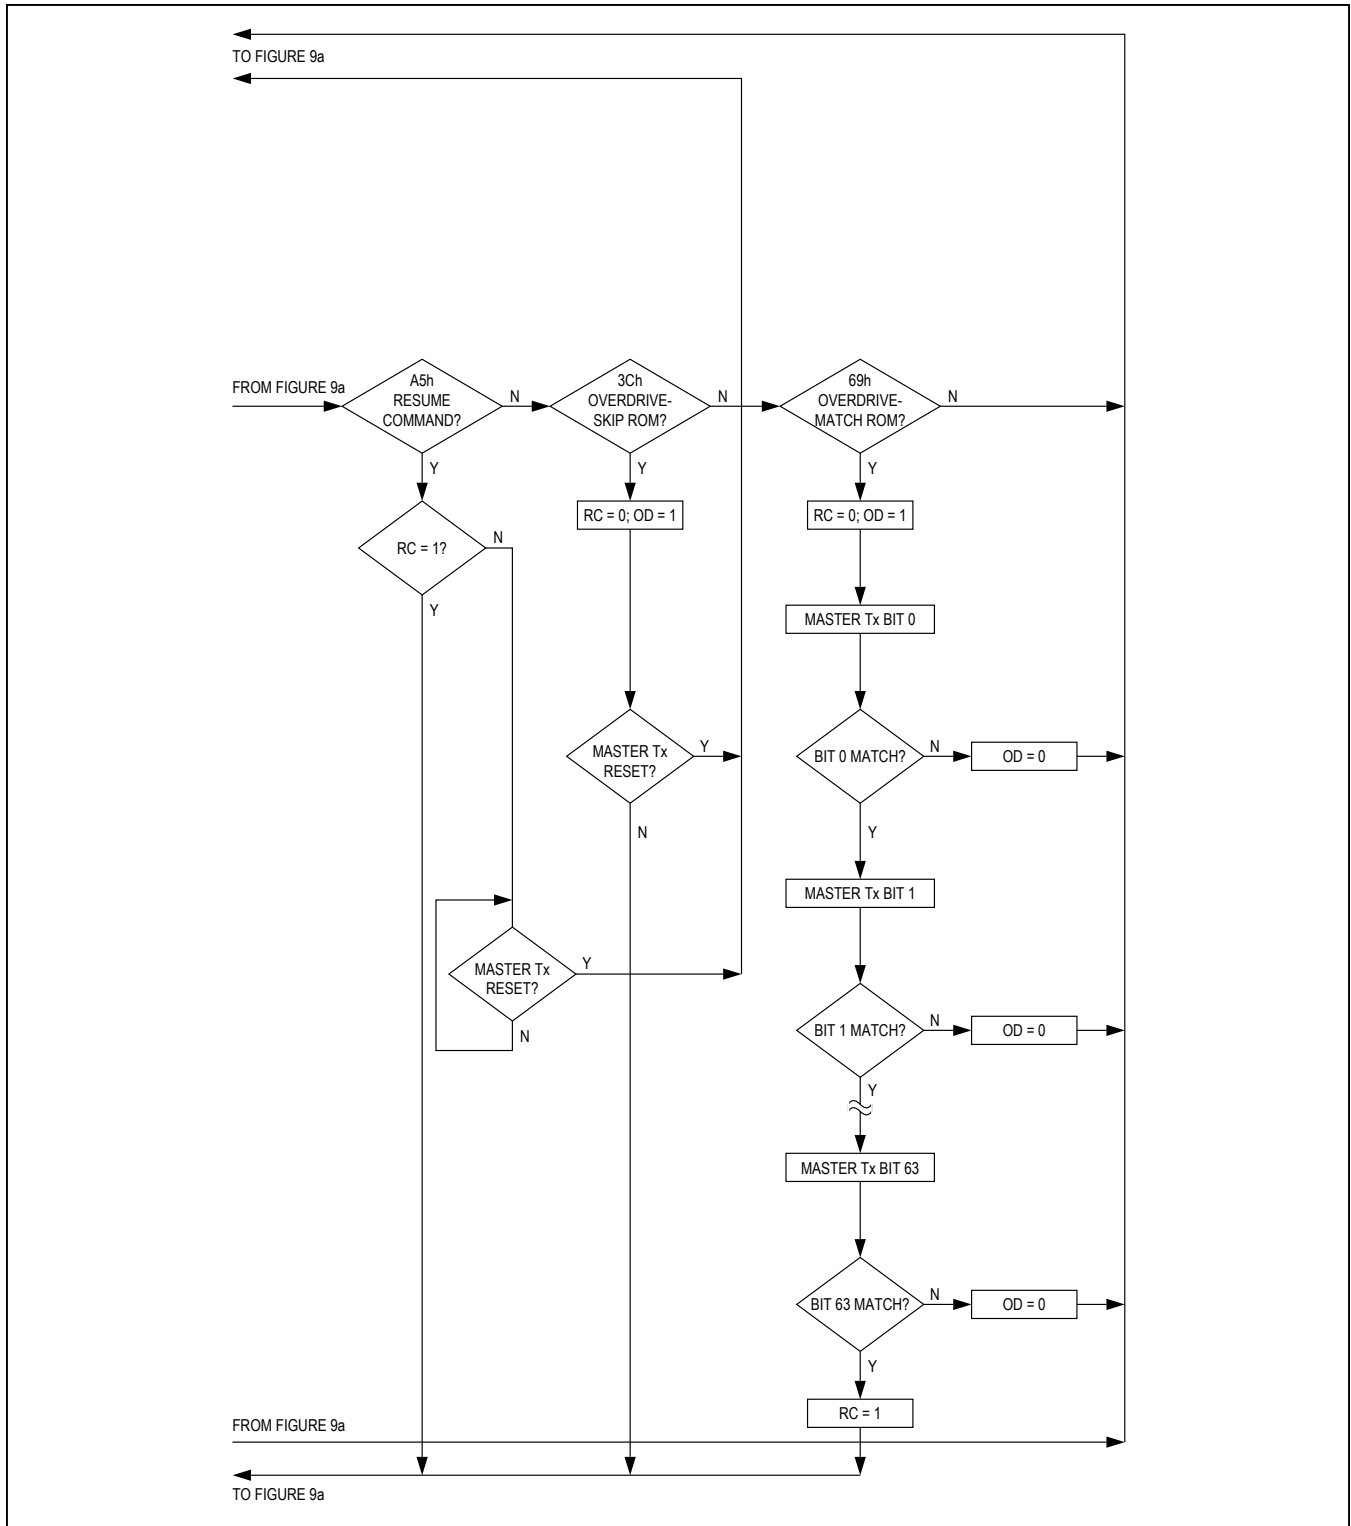 TO FIGURE 9a
FROM FIGURE 9a
A5h
RESUME
COMMAND?
N
3Ch
OVERDRIVE-
SKIP ROM?
N
69h
OVERDRIVE-
MATCH ROM?
N
Y
Y
Y
RC = 1?
N
RC = 0; OD = 1
RC = 0; OD = 1
Y
MASTER Tx BIT 0
MASTER Tx
RESET?
Y
BIT 0 MATCH?
N
OD = 0
N
Y
MASTER Tx BIT 1
MASTER Tx
RESET?
Y
N
BIT 1 MATCH?
N
OD = 0
Y
MASTER Tx BIT 63
BIT 63 MATCH?
N
OD = 0
Y
RC = 1
FROM FIGURE 9a
TO FIGURE 9a